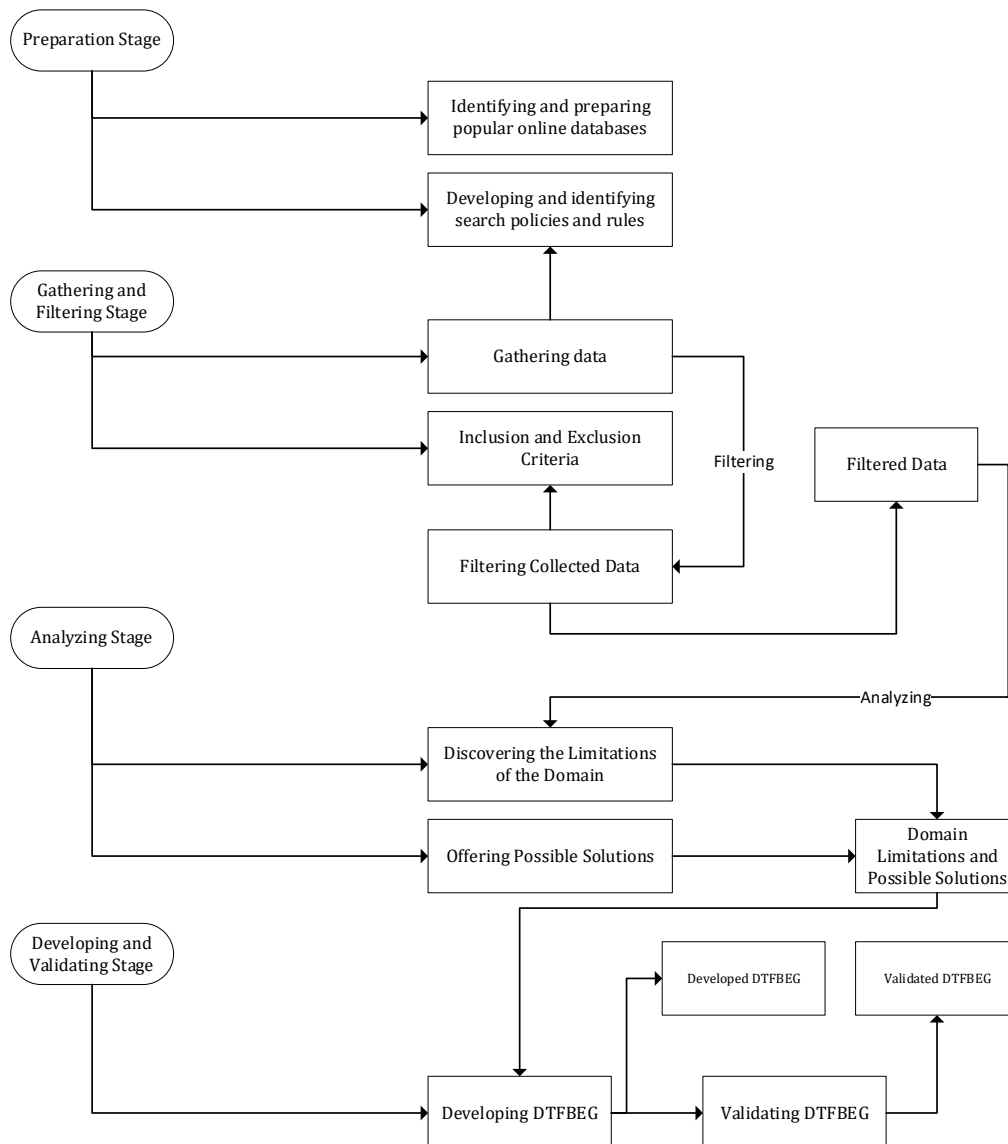 Preparation Stage
Identifying and preparing
popular online databases
Developing and identifying
search policies and rules
Gathering and
Filtering Stage
Gathering data
Inclusion and Exclusion
Criteria
Filtering
Filtered Data
Filtering Collected Data
Analyzing Stage
Analyzing
Discovering the Limitations
of the Domain
Offering Possible Solutions
Domain
Limitations and
Possible Solutions
Developing and
Validating Stage
Developed DTFBEG
Validated DTFBEG
Developing DTFBEG
Validating DTFBEG